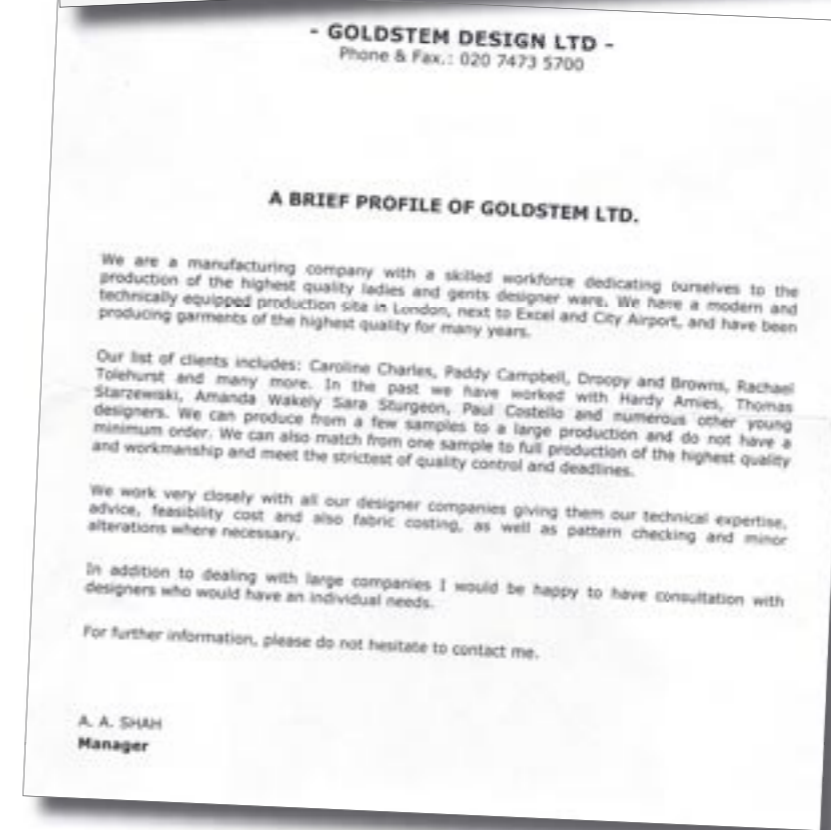 - GOLDSTEM DESIGN LTD -
Phone & Fax.: 020 7473 5700
A BRIEF PROFILE OF GOLDSTEM LTD.
We are a manufacturing company with a skilled workforce dedicating ourselves to the
production of the highest quality ladies and gents designer ware. We have a modern and
technically equipped production site in London, next to Excel and City Airport, and have been
producing garments of the highest quality for many years.
Our list of clients includes: Caroline Charles, Paddy Campbell, Droopy and Browns, Rachael
Tolehurst and many more. In the past we have worked with Hardy Amies, Thomas
Starzewiski, Amanda Wakely Sara Sturgeon, Paul Costello and numerous other young
designers. We can produce from a few samples to a large production and do not have a
minimum order. We can also match from one sample to full production of the highest quality
and workmanship and meet the strictest of quality control and deadlines.
We work very closely with all our designer companies giving them our technical expertise,
advice, feasibility cost and also fabric costing, as well as pattern checking and minor
alterations where necessary.
In addition to dealing with large companies I would be happy to have consultation with
designers who would have an individual needs.
For further information, please do not hesitate to contact me.
A. A. SHAH
Manager